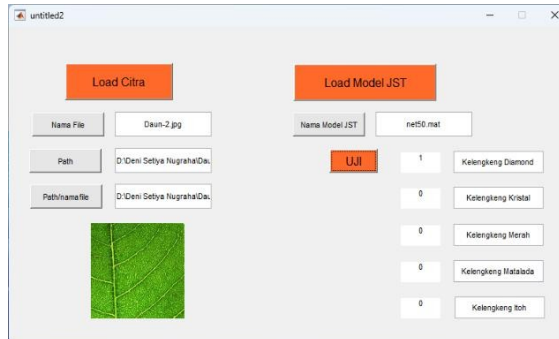 untitled2
Load Citra
Load Model JST
Nama File
Daun-2.jpg
Nama Model JST
net50.mat
Path
D:\Deni Setiya Nugraha\Dau
UJI
1
Kelengkeng Diamond
Path/namafile
D:\Deni Setiya Nugraha\Dau
0
Kelengkeng Kristal
0
Kelengkeng Merah
0
Kelengkeng Matalada
0
Kelengkeng Itoh